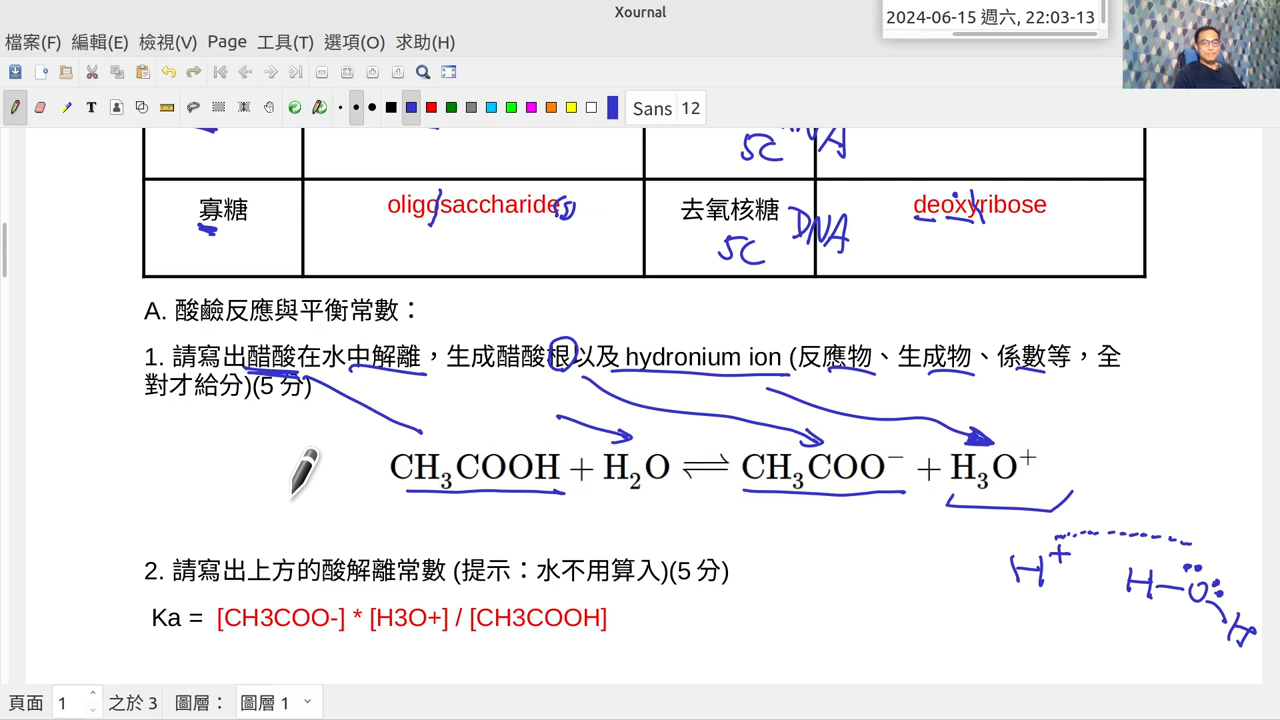 Xournal
2024-06-15 週六, 22:03-13
檔案(F) 編輯(E) 檢視(V) Page 工具(T) 選項(O) 求助(H)
T
Sans 12
5C
A
寡糖 oligosaccharide(s) 去氧核糖 DNA deoxyribose
5C
A. 酸鹼反應與平衡常數：
1. 請寫出醋酸在水中解離，生成醋酸根以及 hydronium ion (反應物、生成物、係數等，全
對才給分)(5 分)
CH₃COOH + H₂O ⇌ CH₃COO⁻ + H₃O⁺
H⁺ H-O
H
2. 請寫出上方的酸解離常數 (提示：水不用算入)(5 分)
Ka = [CH3COO-] * [H3O+] / [CH3COOH]
頁面 1 之於 3 圖層： 圖層 1